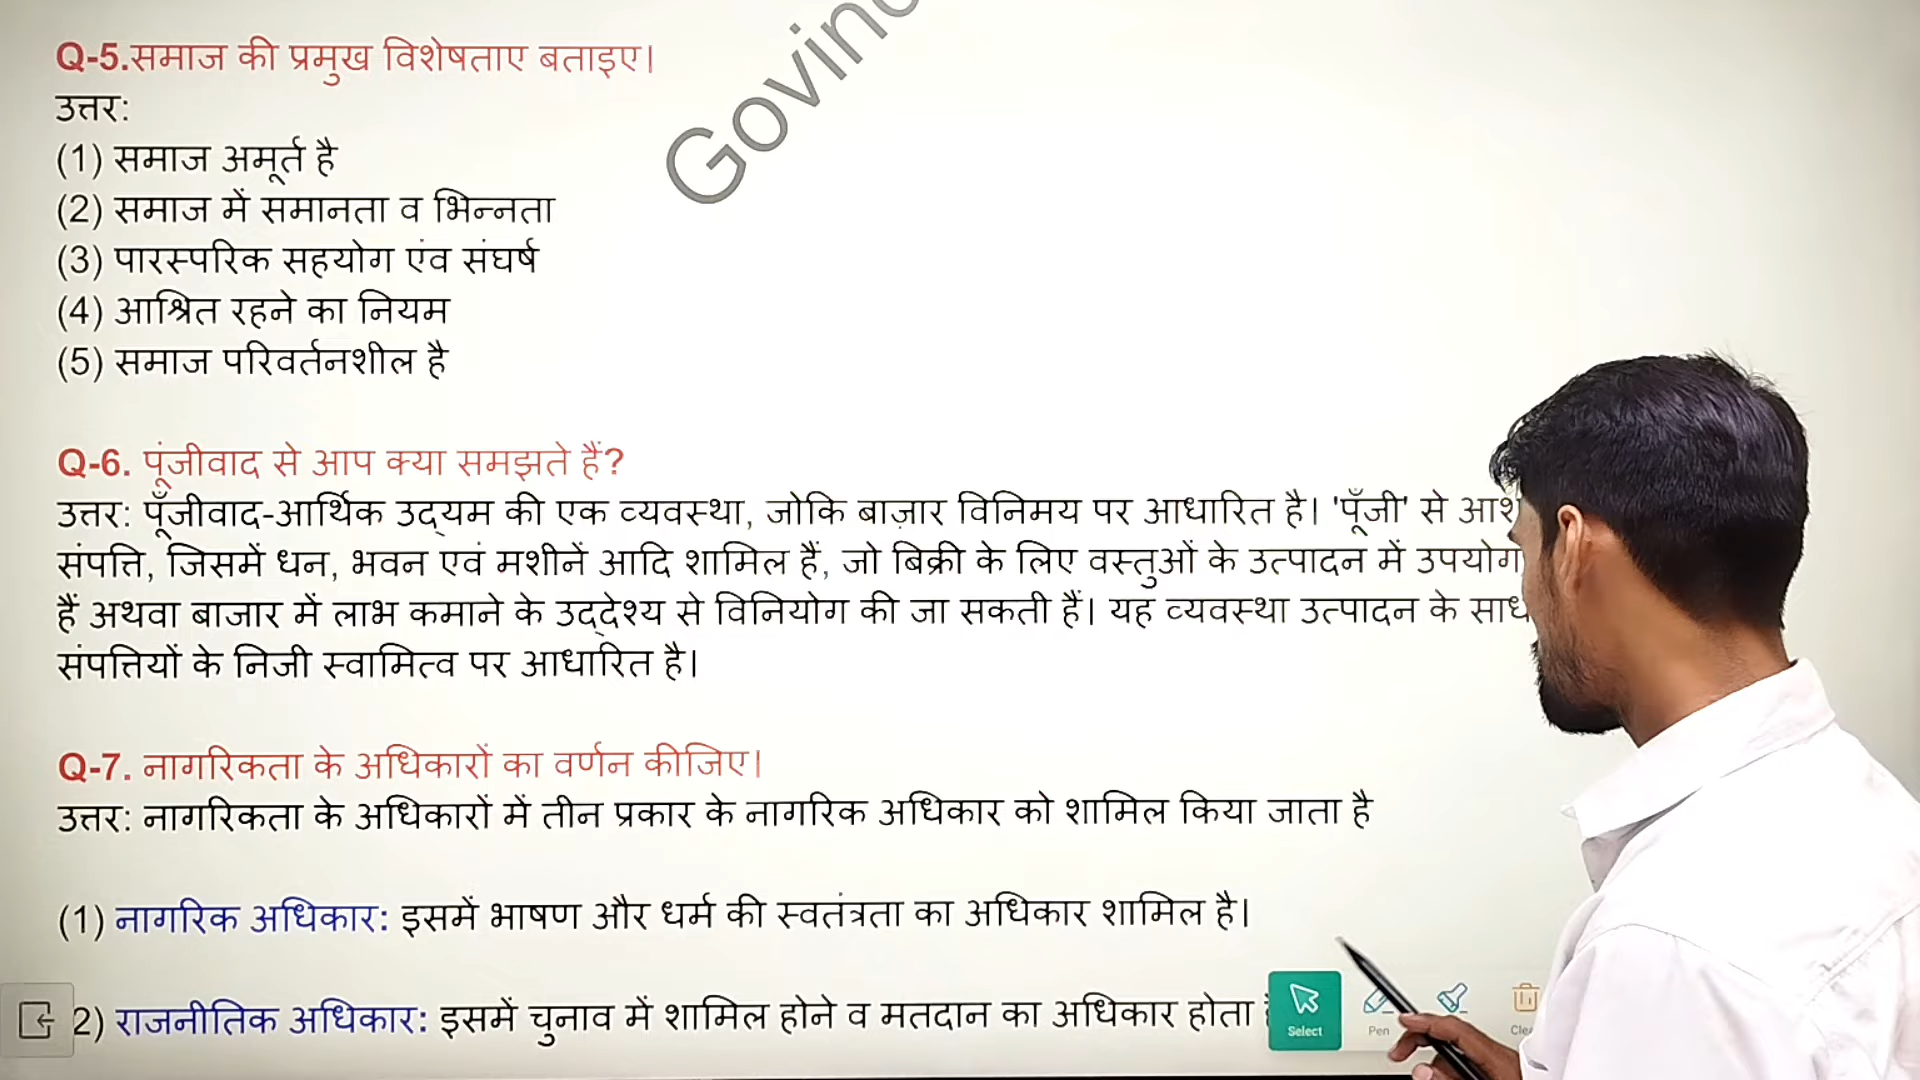 Q-5.समाज की प्रमुख विशेषताए बताइए।
उत्तर:
(1) समाज अमूर्त है
(2) समाज में समानता व भिन्नता
(3) पारस्परिक सहयोग एंव संघर्ष
(4) आश्रित रहने का नियम
(5) समाज परिवर्तनशील है
Q-6. पूंजीवाद से आप क्या समझते हैं?
उत्तर: पूँजीवाद-आर्थिक उद्यम की एक व्यवस्था, जोकि बाज़ार विनिमय पर आधारित है। 'पूँजी' से
संपत्ति, जिसमें धन, भवन एवं मशीनें आदि शामिल हैं, जो बिक्री के लिए वस्तुओं के उत्पादन में उपयोग
हैं अथवा बाजार में लाभ कमाने के उद्देश्य से विनियोग की जा सकती हैं। यह व्यवस्था उत्पादन के
संपत्तियों के निजी स्वामित्व पर आधारित है।
Q-7. नागरिकता के अधिकारों का वर्णन कीजिए।
उत्तर: नागरिकता के अधिकारों में तीन प्रकार के नागरिक अधिकार को शामिल किया जाता है
(1) नागरिक अधिकार: इसमें भाषण और धर्म की स्वतंत्रता का अधिकार शामिल है।
2) राजनीतिक अधिकार: इसमें चुनाव में शामिल होने व मतदान का अधिकार होता
Select
Pen